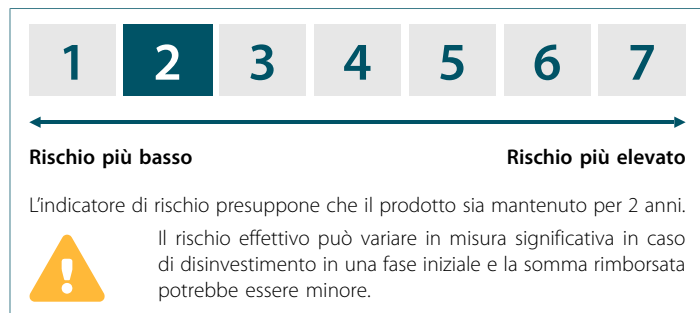 1 2 3 4 5 6 7
Rischio più basso Rischio più elevato
L'indicatore di rischio presuppone che il prodotto sia mantenuto per 2 anni.
Il rischio effettivo può variare in misura significativa in caso
di disinvestimento in una fase iniziale e la somma rimborsata
potrebbe essere minore.